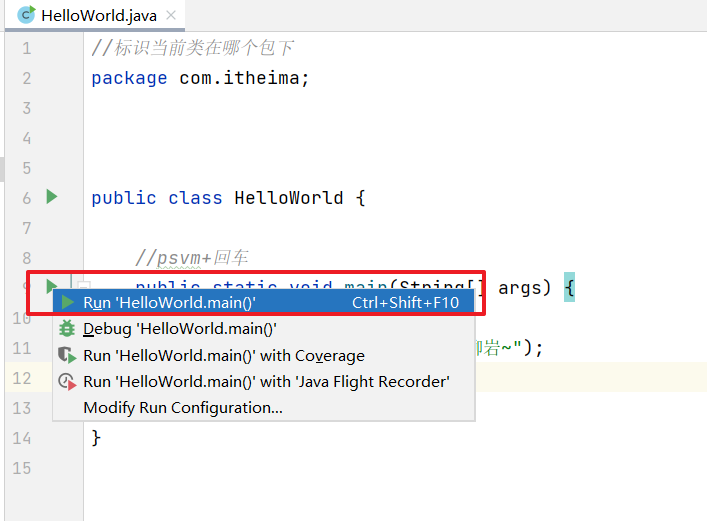 HelloWorld.java
1 //标识当前类在哪个包下
2 package com.itheima;
3
4
5
6 public class HelloWorld {
7
8 //psvm+回车
9 public static void main(String[] args) {
Run 'HelloWorld.main()' Ctrl+Shift+F10
10
Debug 'HelloWorld.main()'
11 岩~");
Run 'HelloWorld.main()' with Coverage
12
Run 'HelloWorld.main()' with 'Java Flight Recorder'
13
Modify Run Configuration...
14 }
15